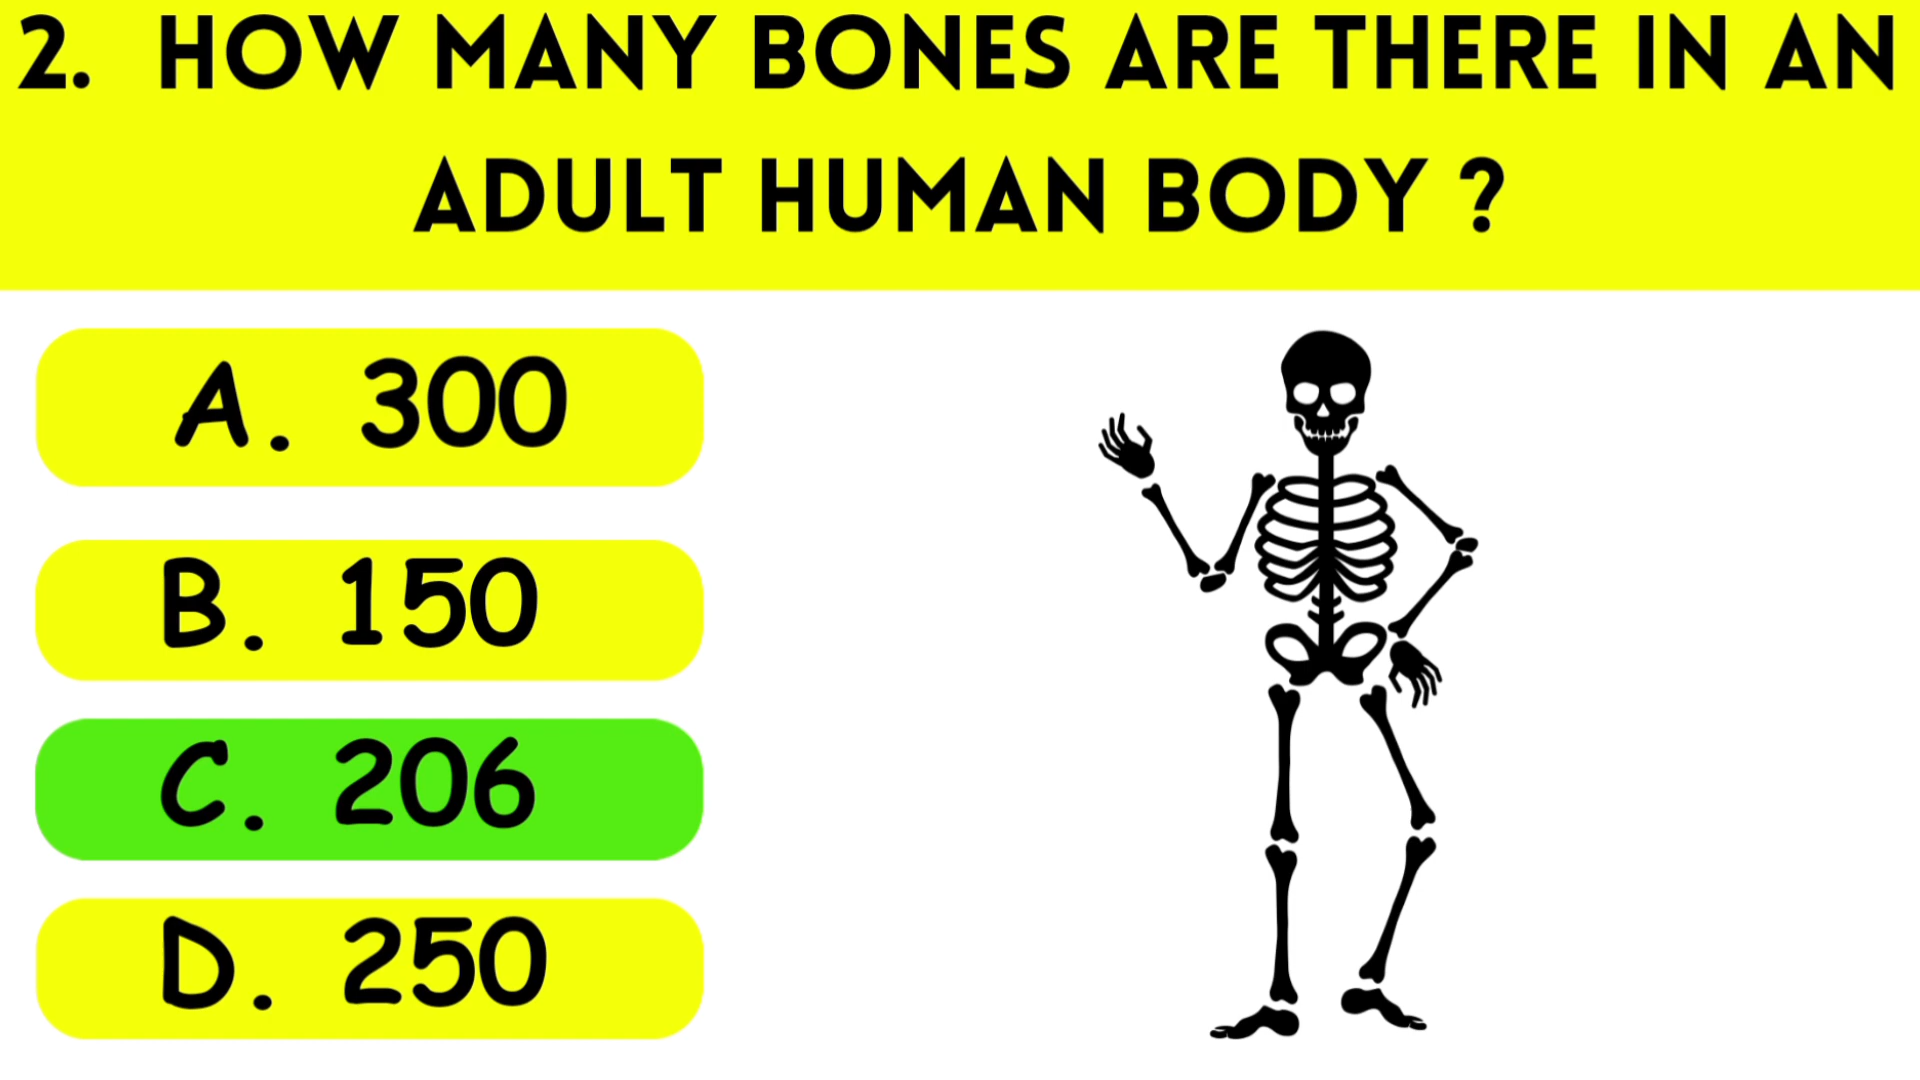 2. HOW MANY BONES ARE THERE IN AN
ADULT HUMAN BODY ?
A. 300
B. 150
C. 206
D. 250